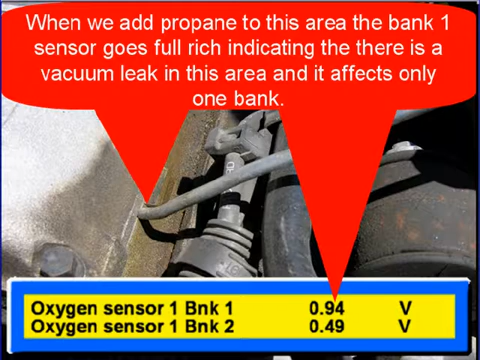 When we add propane to this area the bank 1
sensor goes full rich indicating the there is a
vacuum leak in this area and it affects only
one bank.
Oxygen sensor 1 Bnk 1 0.94 V
Oxygen sensor 1 Bnk 2 0.49 V